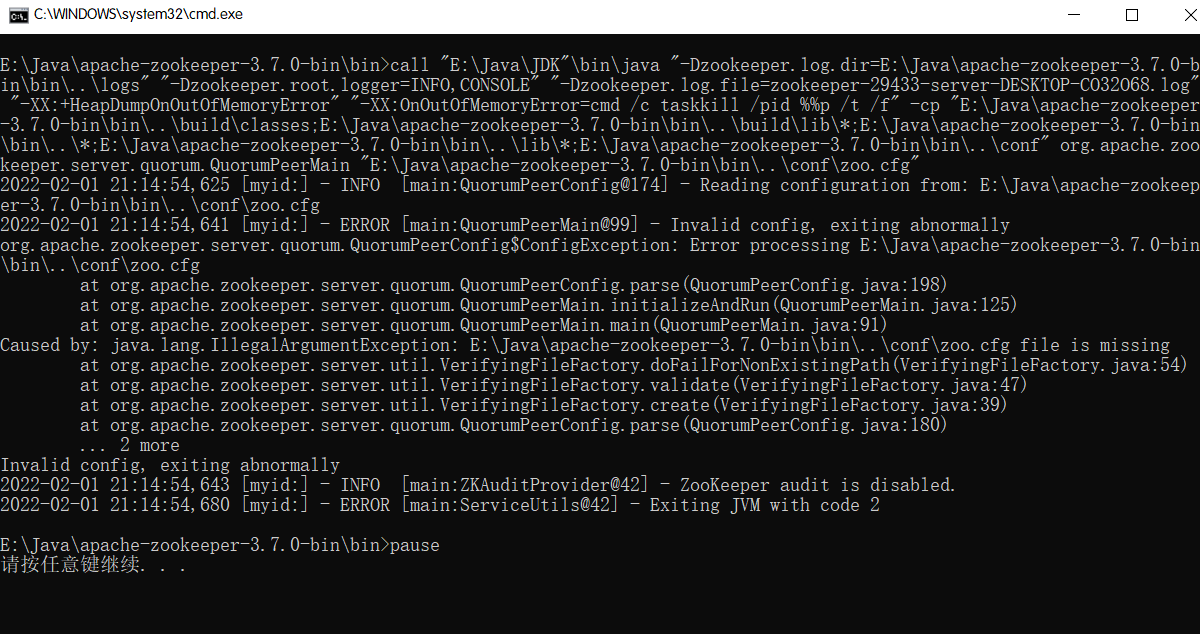 C:\WINDOWS\system32\cmd.exe
E:\Java\apache-zookeeper-3.7.0-bin\bin>call "E:\Java\JDK"\bin\java "-Dzookeeper.log.dir=E:\Java\apache-zookeeper-3.7.0-b
in\bin\..\logs" "-Dzookeeper.root.logger=INFO,CONSOLE" "-Dzookeeper.log.file=zookeeper-29433-server-DESKTOP-CO32068.log"
 "-XX:+HeapDumpOnOutOfMemoryError" "-XX:OnOutOfMemoryError=cmd /c taskkill /pid %%p /t /f" -cp "E:\Java\apache-zookeeper
-3.7.0-bin\bin\..\build\classes;E:\Java\apache-zookeeper-3.7.0-bin\bin\..\build\lib\*;E:\Java\apache-zookeeper-3.7.0-bin
\bin\..\*;E:\Java\apache-zookeeper-3.7.0-bin\bin\..\lib\*;E:\Java\apache-zookeeper-3.7.0-bin\bin\..\conf" org.apache.zoo
keeper.server.quorum.QuorumPeerMain "E:\Java\apache-zookeeper-3.7.0-bin\bin\..\conf\zoo.cfg"
2022-02-01 21:14:54,625 [myid:] - INFO  [main:QuorumPeerConfig@174] - Reading configuration from: E:\Java\apache-zookeep
er-3.7.0-bin\bin\..\conf\zoo.cfg
2022-02-01 21:14:54,641 [myid:] - ERROR [main:QuorumPeerMain@99] - Invalid config, exiting abnormally
org.apache.zookeeper.server.quorum.QuorumPeerConfig$ConfigException: Error processing E:\Java\apache-zookeeper-3.7.0-bin
\bin\..\conf\zoo.cfg
        at org.apache.zookeeper.server.quorum.QuorumPeerConfig.parse(QuorumPeerConfig.java:198)
        at org.apache.zookeeper.server.quorum.QuorumPeerMain.initializeAndRun(QuorumPeerMain.java:125)
        at org.apache.zookeeper.server.quorum.QuorumPeerMain.main(QuorumPeerMain.java:91)
Caused by: java.lang.IllegalArgumentException: E:\Java\apache-zookeeper-3.7.0-bin\bin\..\conf\zoo.cfg file is missing
        at org.apache.zookeeper.server.util.VerifyingFileFactory.doFailForNonExistingPath(VerifyingFileFactory.java:54)
        at org.apache.zookeeper.server.util.VerifyingFileFactory.validate(VerifyingFileFactory.java:47)
        at org.apache.zookeeper.server.util.VerifyingFileFactory.create(VerifyingFileFactory.java:39)
        at org.apache.zookeeper.server.quorum.QuorumPeerConfig.parse(QuorumPeerConfig.java:180)
        ... 2 more
Invalid config, exiting abnormally
2022-02-01 21:14:54,643 [myid:] - INFO  [main:ZKAuditProvider@42] - ZooKeeper audit is disabled.
2022-02-01 21:14:54,680 [myid:] - ERROR [main:ServiceUtils@42] - Exiting JVM with code 2
E:\Java\apache-zookeeper-3.7.0-bin\bin>pause
请按任意键继续. . .